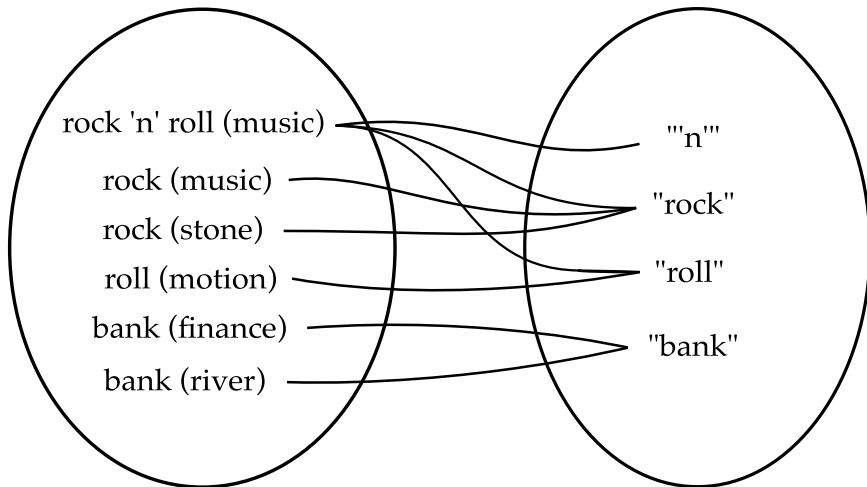 rock 'n' roll (music)
rock (music)
rock (stone)
roll (motion)
bank (finance)
bank (river)
"'n'"
"rock"
"roll"
"bank"